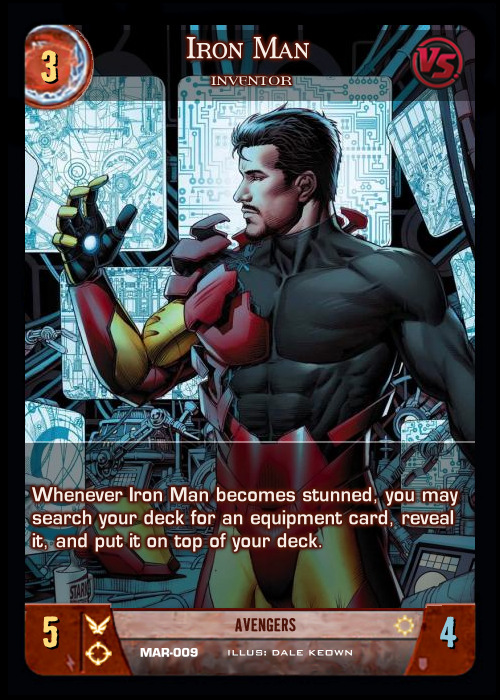 3
IRON MAN
VS
INVENTOR
Whenever Iron Man becomes stunned, you may
search your deck for an equipment card, reveal
it, and put it on top of your deck.
STARK
5
AVENGERS
4
MAR-009 ILLUS: DALE KEOWN